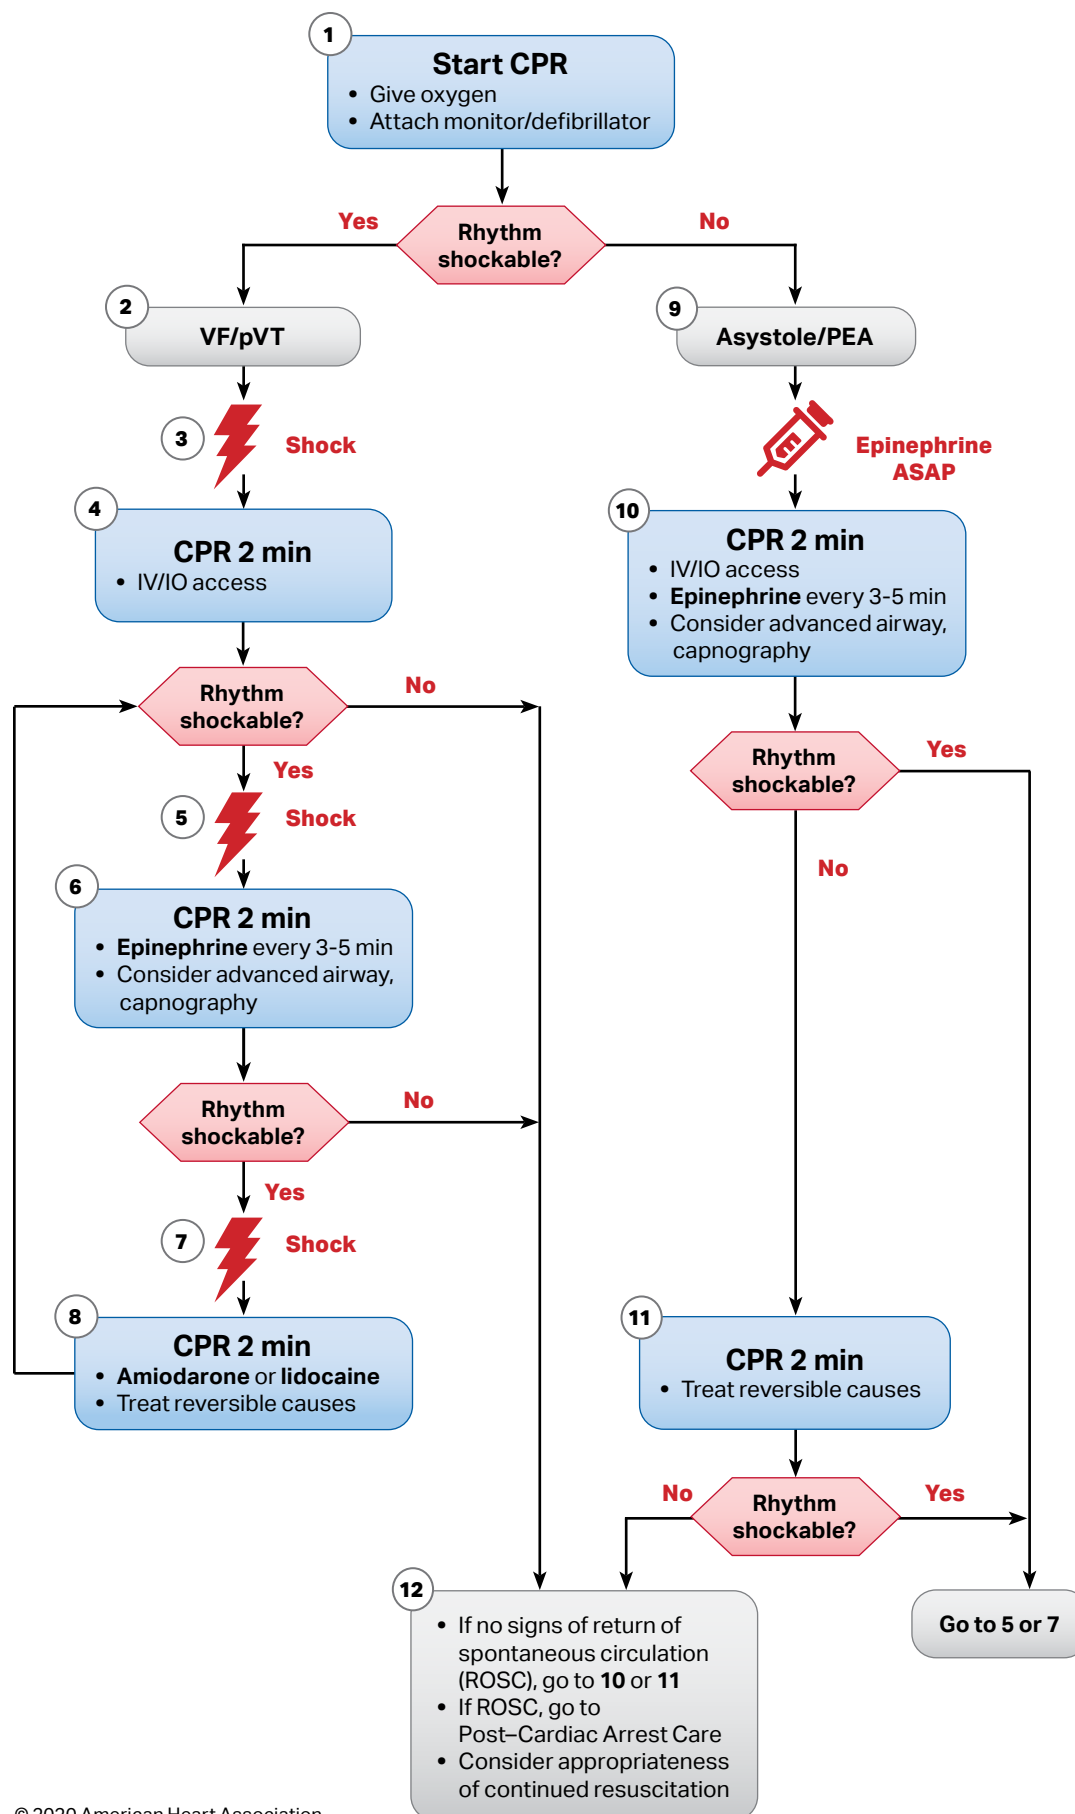 1
Start CPR
• Give oxygen
• Attach monitor/defibrillator
Rhythm
shockable?
Yes
No
2
VF/pVT
3
Shock
4
CPR 2 min
• IV/IO access
Rhythm
shockable?
No
Yes
5
Shock
6
CPR 2 min
• Epinephrine every 3-5 min
• Consider advanced airway,
capnography
Rhythm
shockable?
No
Yes
7
Shock
8
CPR 2 min
• Amiodarone or lidocaine
• Treat reversible causes
9
Asystole/PEA
Epinephrine
ASAP
10
CPR 2 min
• IV/IO access
• Epinephrine every 3-5 min
• Consider advanced airway,
capnography
Rhythm
shockable?
Yes
No
11
CPR 2 min
• Treat reversible causes
Rhythm
shockable?
No
Yes
12
• If no signs of return of
spontaneous circulation
(ROSC), go to 10 or 11
• If ROSC, go to
Post–Cardiac Arrest Care
• Consider appropriateness
of continued resuscitation
Go to 5 or 7
© 2020 American Heart Association